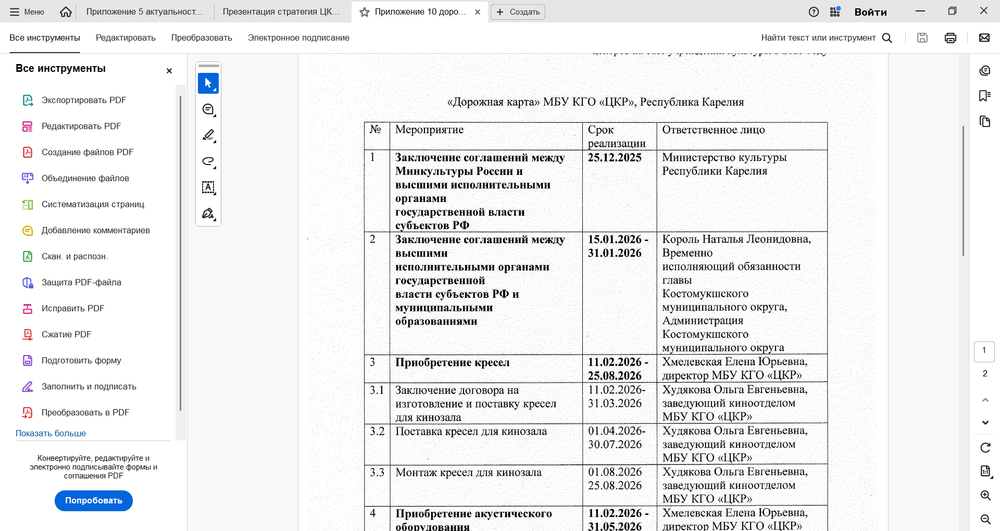 Меню
Приложение 5 актуальност...
Презентация стратегия ЦК...
Приложение 10 доро...
Создать
Войти
Все инструменты
Редактировать
Преобразовать
Электронное подписание
Найти текст или инструмент
Все инструменты
Экспортировать PDF
Редактировать PDF
Создание файлов PDF
Объединение файлов
Систематизация страниц
Добавление комментариев
Скан. и распозн.
Защита PDF-файла
Исправить PDF
Сжатие PDF
Подготовить форму
Заполнить и подписать
Преобразовать в PDF
Показать больше
Конвертируйте, редактируйте и
электронно подписывайте формы и
соглашения PDF
Попробовать
«Дорожная карта» МБУ КГО «ЦКР», Республика Карелия
№ Мероприятие Срок реализации Ответственное лицо
1
Заключение соглашений между
Минкультуры России и
высшими исполнительными
органами
государственной власти
субъектов РФ
25.12.2025
Министерство культуры
Республики Карелия
2
Заключение соглашений между
высшими
исполнительными органами
государственной
власти субъектов РФ и
муниципальными
образованиями
15.01.2026 -
31.01.2026
Король Наталья Леонидовна,
Временно
исполняющий обязанности
главы
Костомукшского
муниципального округа,
Администрация
Костомукшского
муниципального округа
3
Приобретение кресел
11.02.2026 -
25.08.2026
Хмелевская Елена Юрьевна,
директор МБУ КГО «ЦКР»
3.1
Заключение договора на
изготовление и поставку кресел
для кинозала
11.02.2026-
31.03.2026
Худякова Ольга Евгеньевна,
заведующий киноотделом
МБУ КГО «ЦКР»
3.2
Поставка кресел для кинозала
01.04.2026-
30.07.2026
Худякова Ольга Евгеньевна,
заведующий киноотделом
МБУ КГО «ЦКР»
3.3
Монтаж кресел для кинозала
01.08.2026
25.08.2026
Худякова Ольга Евгеньевна,
заведующий киноотделом
МБУ КГО «ЦКР»
4
Приобретение акустического
оборудования
11.02.2026 -
31.05.2026
Хмелевская Елена Юрьевна,
директор МБУ КГО «ЦКР»
1
2